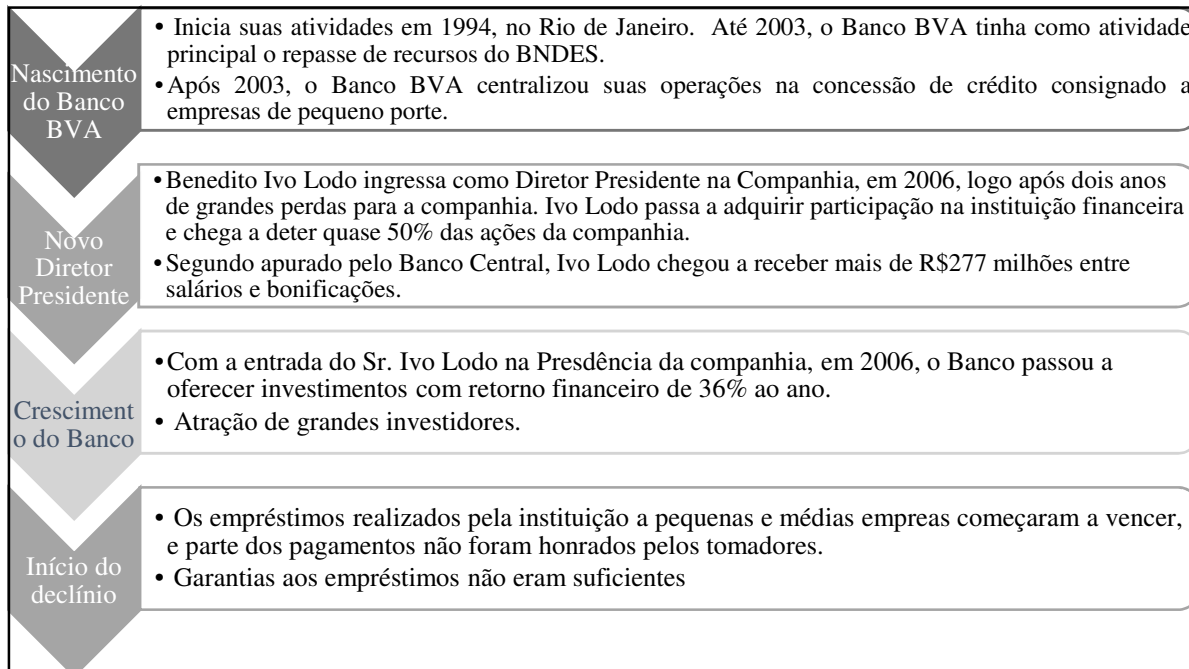 Nascimento
do Banco
BVA
• Inicia suas atividades em 1994, no Rio de Janeiro. Até 2003, o Banco BVA tinha como atividade
principal o repasse de recursos do BNDES.
• Após 2003, o Banco BVA centralizou suas operações na concessão de crédito consignado a
empresas de pequeno porte.
Novo
Diretor
Presidente
• Benedito Ivo Lodo ingressa como Diretor Presidente na Companhia, em 2006, logo após dois anos
de grandes perdas para a companhia. Ivo Lodo passa a adquirir participação na instituição financeira
e chega a deter quase 50% das ações da companhia.
• Segundo apurado pelo Banco Central, Ivo Lodo chegou a receber mais de R$277 milhões entre
salários e bonificações.
Cresciment
o do Banco
• Com a entrada do Sr. Ivo Lodo na Presdência da companhia, em 2006, o Banco passou a
oferecer investimentos com retorno financeiro de 36% ao ano.
• Atração de grandes investidores.
Início do
declínio
• Os empréstimos realizados pela instituição a pequenas e médias empreas começaram a vencer,
e parte dos pagamentos não foram honrados pelos tomadores.
• Garantias aos empréstimos não eram suficientes